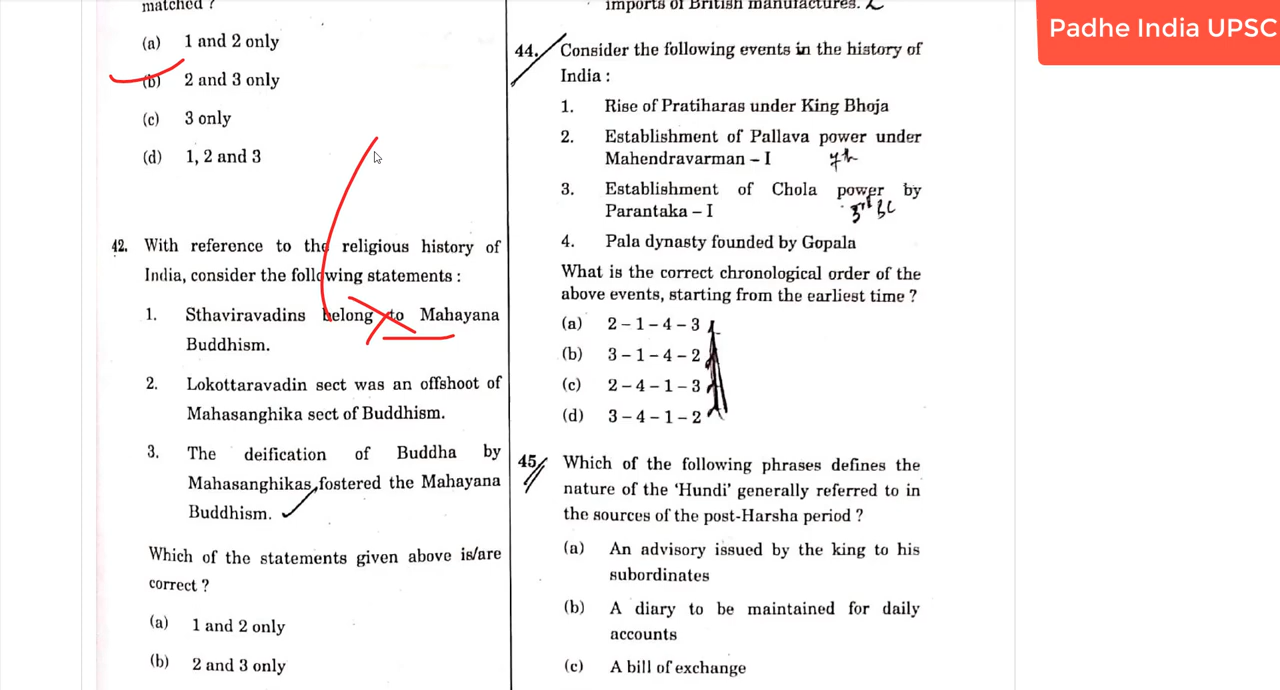 matched ?
(a) 1 and 2 only
(b) 2 and 3 only
(c) 3 only
(d) 1, 2 and 3
42. With reference to the religious history of
India, consider the following statements :
1. Sthaviravadins belong to Mahayana
Buddhism.
2. Lokottaravadin sect was an offshoot of
Mahasanghika sect of Buddhism.
3. The deification of Buddha by
Mahasanghikas fostered the Mahayana
Buddhism.
Which of the statements given above is/are
correct ?
(a) 1 and 2 only
(b) 2 and 3 only
imports of British manufactures.
44. Consider the following events in the history of
India :
1. Rise of Pratiharas under King Bhoja
2. Establishment of Pallava power under
Mahendravarman – I 7th
3. Establishment of Chola power by
Parantaka – I 3rd BC
4. Pala dynasty founded by Gopala
What is the correct chronological order of the
above events, starting from the earliest time ?
(a) 2 – 1 – 4 – 3
(b) 3 – 1 – 4 – 2
(c) 2 – 4 – 1 – 3
(d) 3 – 4 – 1 – 2
45. Which of the following phrases defines the
nature of the ‘Hundi’ generally referred to in
the sources of the post-Harsha period ?
(a) An advisory issued by the king to his
subordinates
(b) A diary to be maintained for daily
accounts
(c) A bill of exchange
Padhe India UPSC